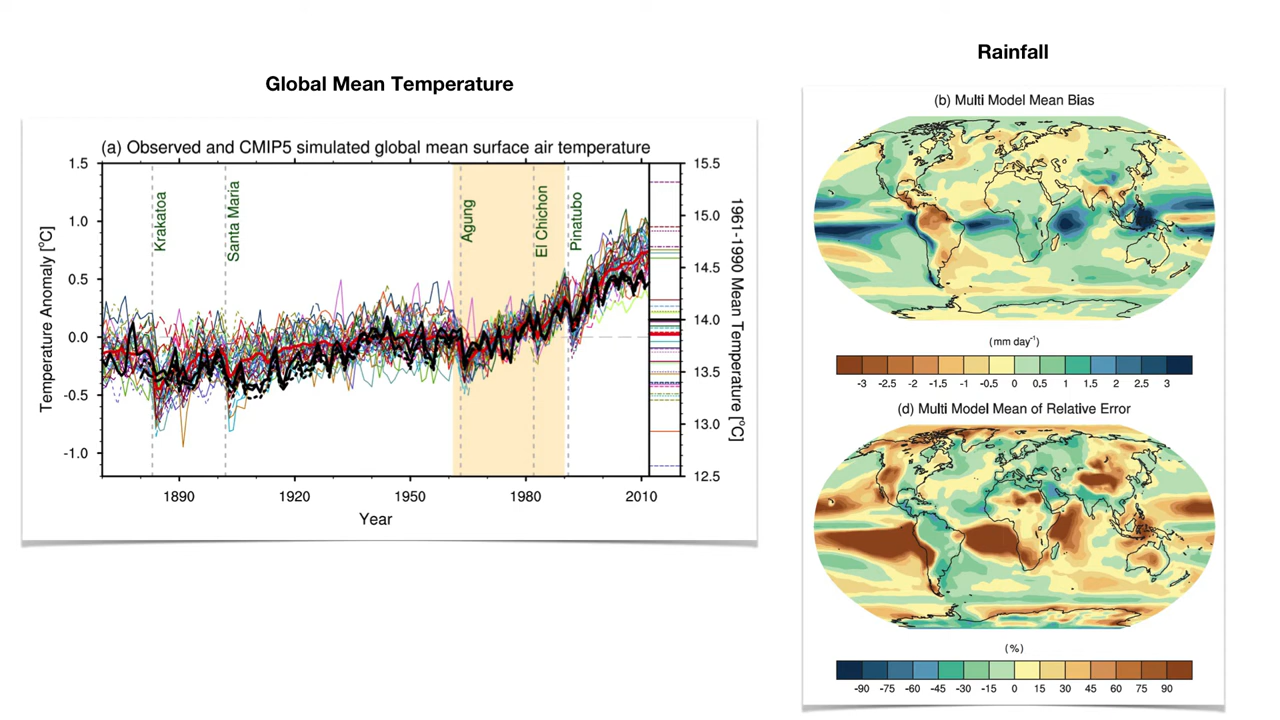 Global Mean Temperature
(a) Observed and CMIP5 simulated global mean surface air temperature
1.5
1.0
0.5
0.0
-0.5
-1.0
Temperature Anomaly [°C]
Krakatoa
Santa Maria
Agung
El Chichon
Pinatubo
15.5
15.0
14.5
14.0
13.5
13.0
12.5
1961-1990 Mean Temperature [°C]
1890 1920 1950 1980 2010
Year
Rainfall
(b) Multi Model Mean Bias
(mm day⁻¹)
-3 -2.5 -2 -1.5 -1 -0.5 0 0.5 1 1.5 2 2.5 3
(d) Multi Model Mean of Relative Error
(%)
-90 -75 -60 -45 -30 -15 0 15 30 45 60 75 90